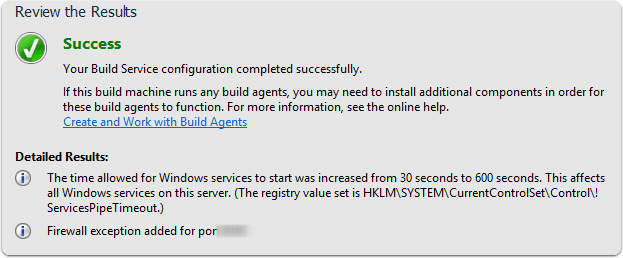 Review the Results
Success
Your Build Service configuration completed successfully.
If this build machine runs any build agents, you may need to install additional components in order for
these build agents to function. For more information, see the online help.
Create and Work with Build Agents
Detailed Results:
The time allowed for Windows services to start was increased from 30 seconds to 600 seconds. This affects
all Windows services on this server. (The registry value set is HKLM\SYSTEM\CurrentControlSet\Control\!
ServicesPipeTimeout.)
Firewall exception added for por